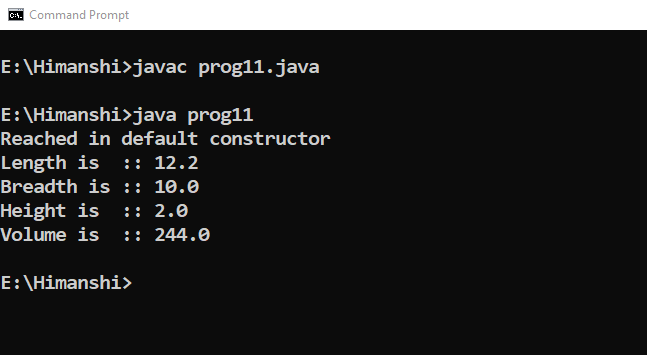 Command Prompt
E:\Himanshi>javac prog11.java
E:\Himanshi>java prog11
Reached in default constructor
Length is  :: 12.2
Breadth is :: 10.0
Height is  :: 2.0
Volume is  :: 244.0
E:\Himanshi>